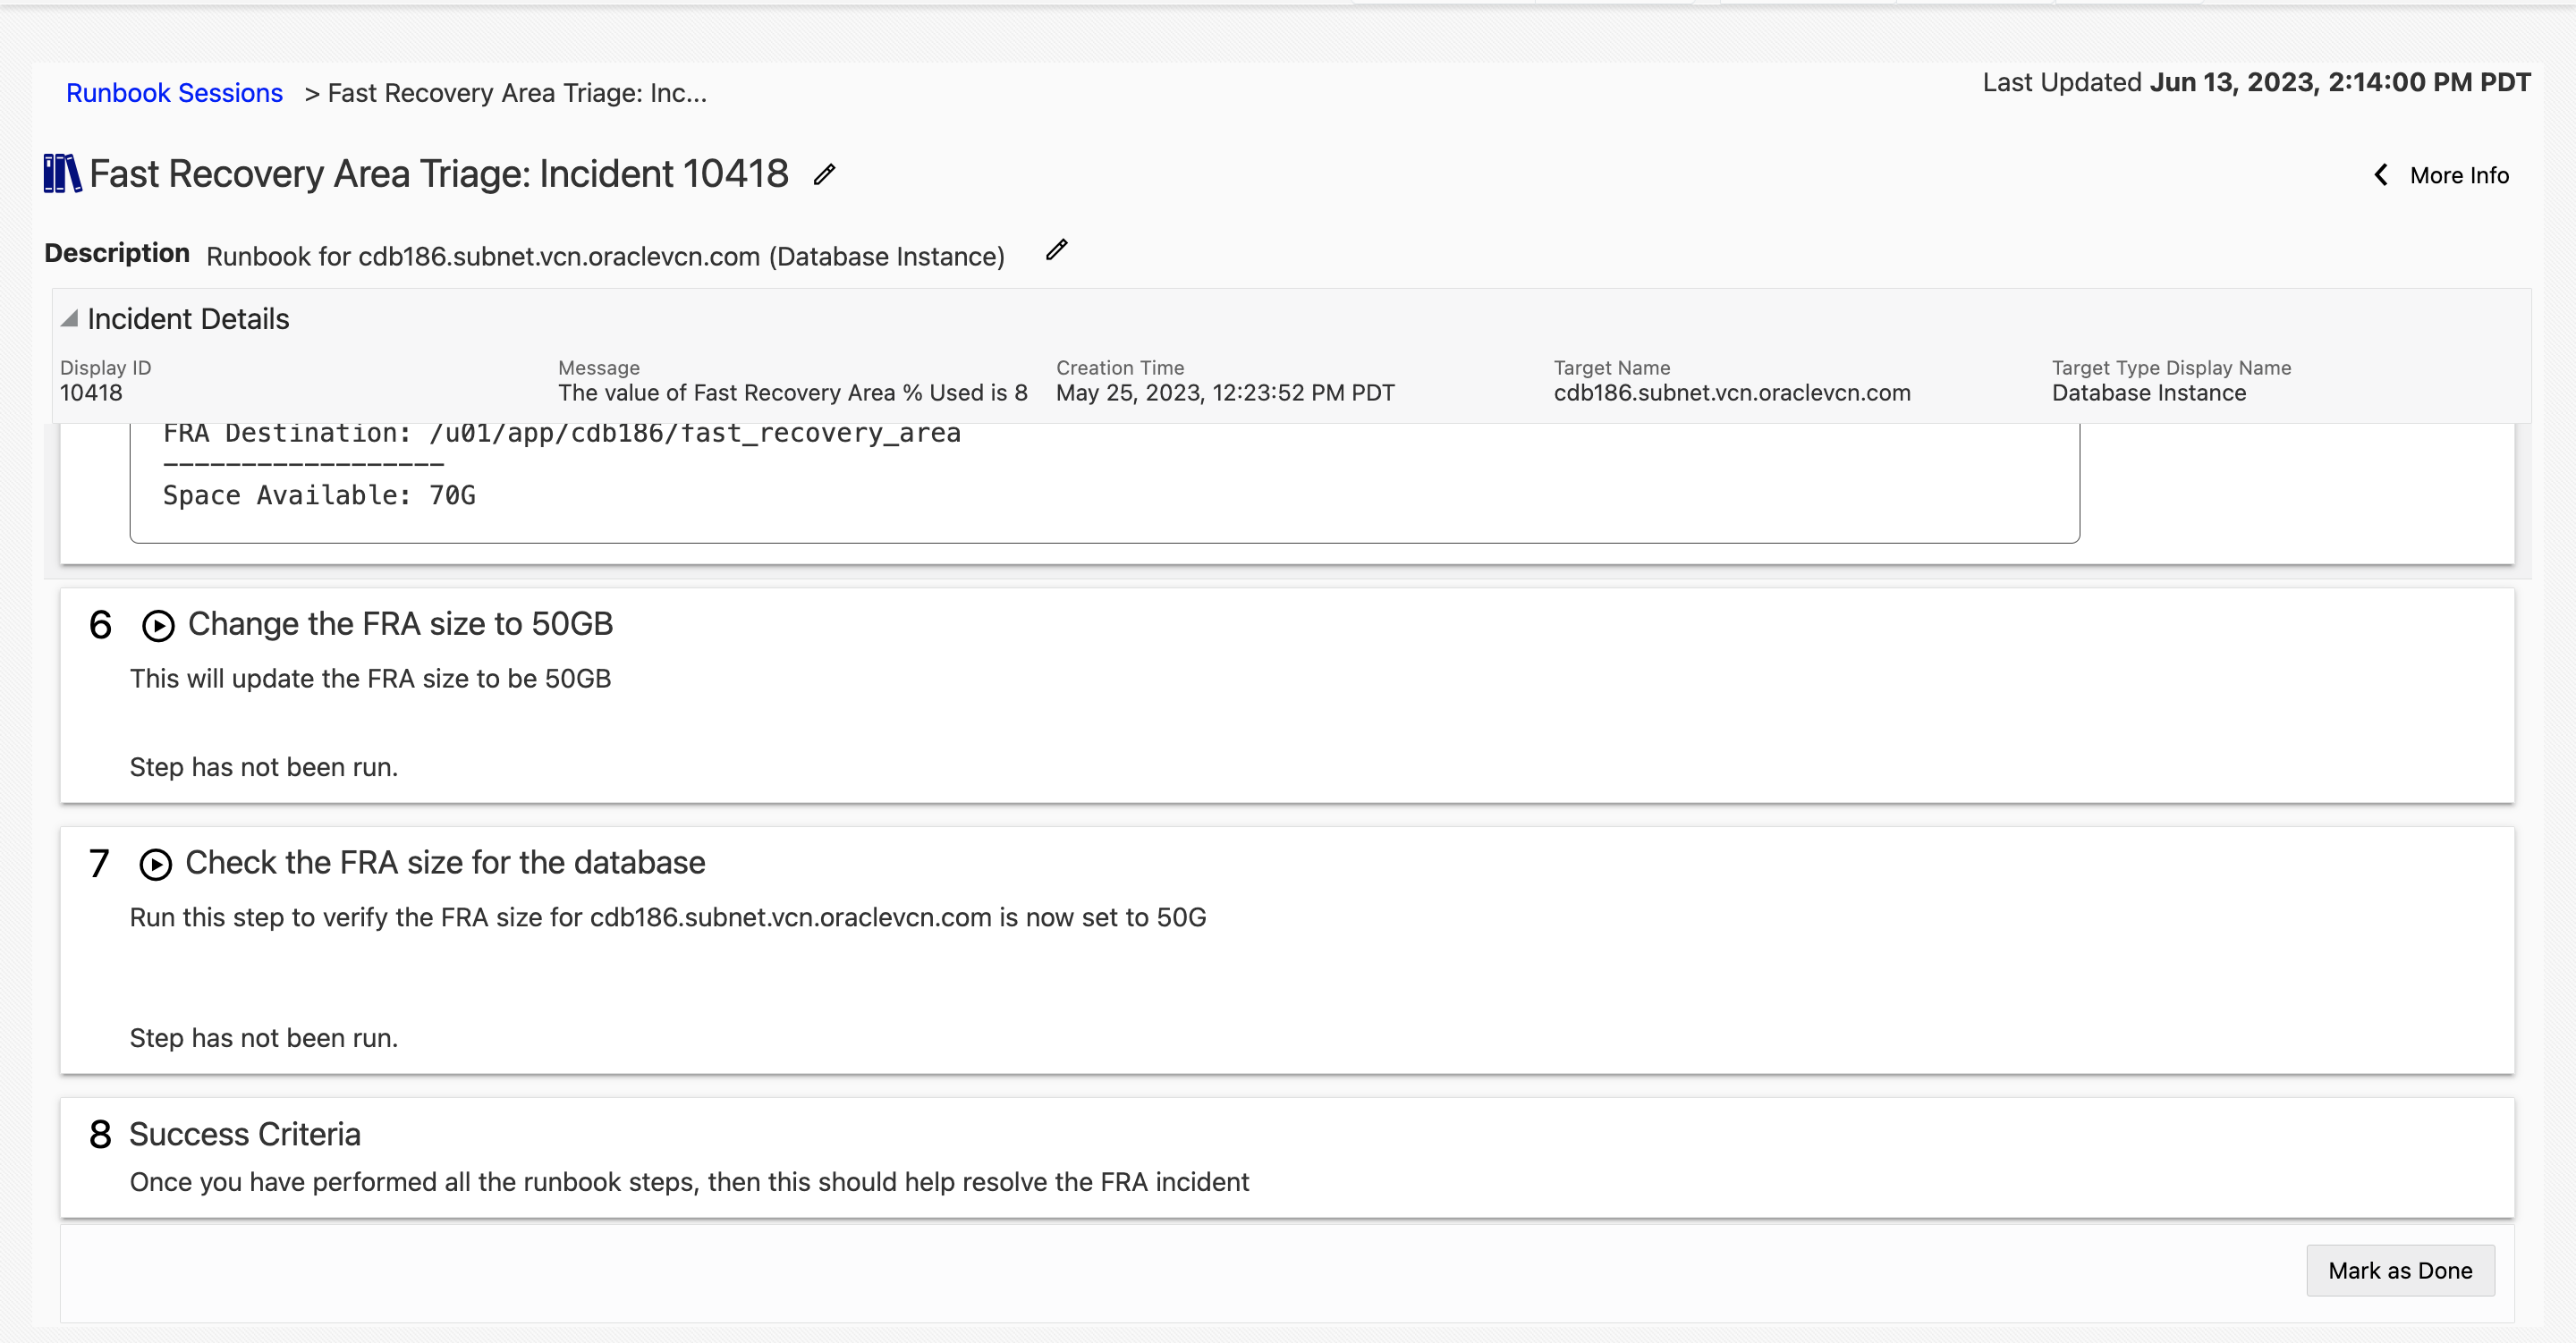 Runbook Sessions > Fast Recovery Area Triage: Inc...
Last Updated Jun 13, 2023, 2:14:00 PM PDT
Fast Recovery Area Triage: Incident 10418
More Info
Description Runbook for cdb186.subnet.vcn.oraclevcn.com (Database Instance)
Incident Details
Display ID
10418
Message
The value of Fast Recovery Area % Used is 8
Creation Time
May 25, 2023, 12:23:52 PM PDT
Target Name
cdb186.subnet.vcn.oraclevcn.com
Target Type Display Name
Database Instance
FRA Destination: /u01/app/cdb186/fast_recovery_area
------------------
Space Available: 70G
6 Change the FRA size to 50GB
This will update the FRA size to be 50GB
Step has not been run.
7 Check the FRA size for the database
Run this step to verify the FRA size for cdb186.subnet.vcn.oraclevcn.com is now set to 50G
Step has not been run.
8 Success Criteria
Once you have performed all the runbook steps, then this should help resolve the FRA incident
Mark as Done